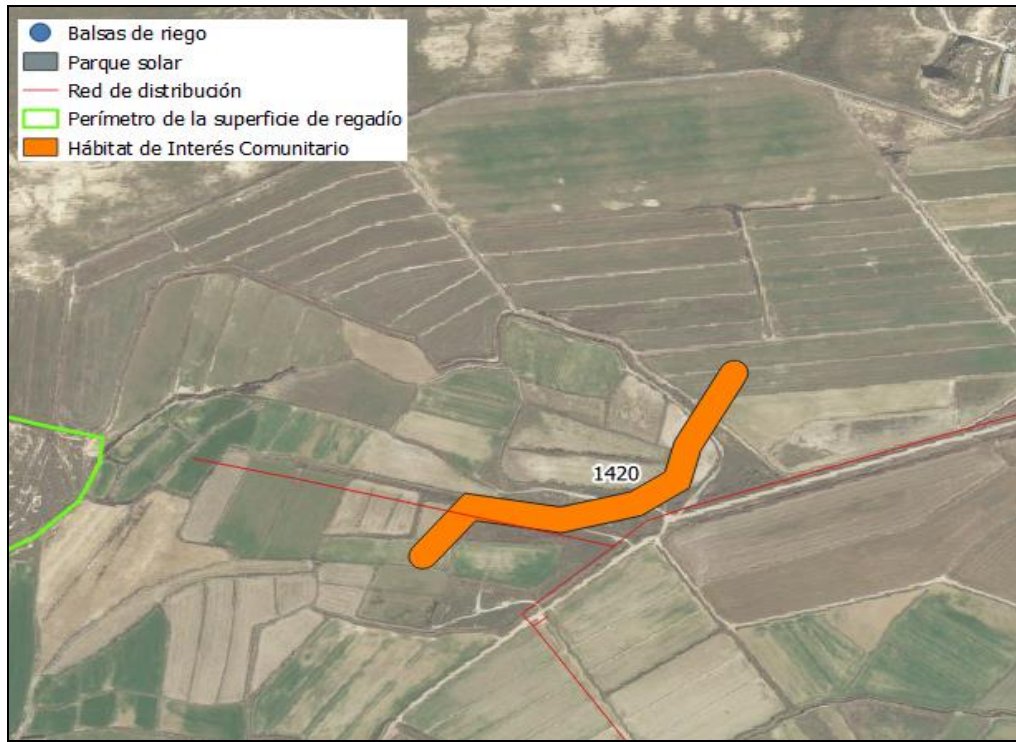 Balsas de riego
Parque solar
Red de distribución
Perímetro de la superficie de regadío
Hábitat de Interés Comunitario
1420